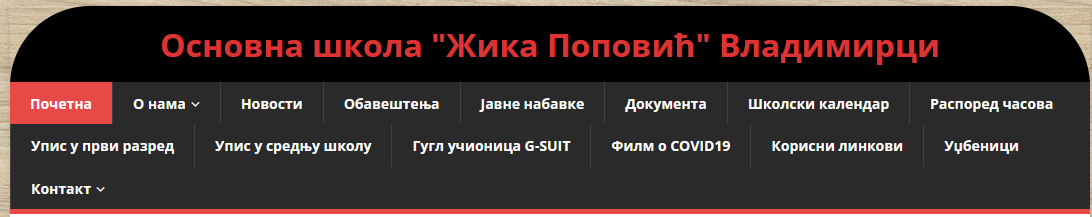 Основна школа "Жика Поповић" Владимирци
Почетна О нама Новости Обавештења Јавне набавке Документа Школски календар Распоред часова
Упис у први разред Упис у средњу школу Гугл учионица G-SUIT Филм о COVID19 Корисни линкови Уџбеници
Контакт